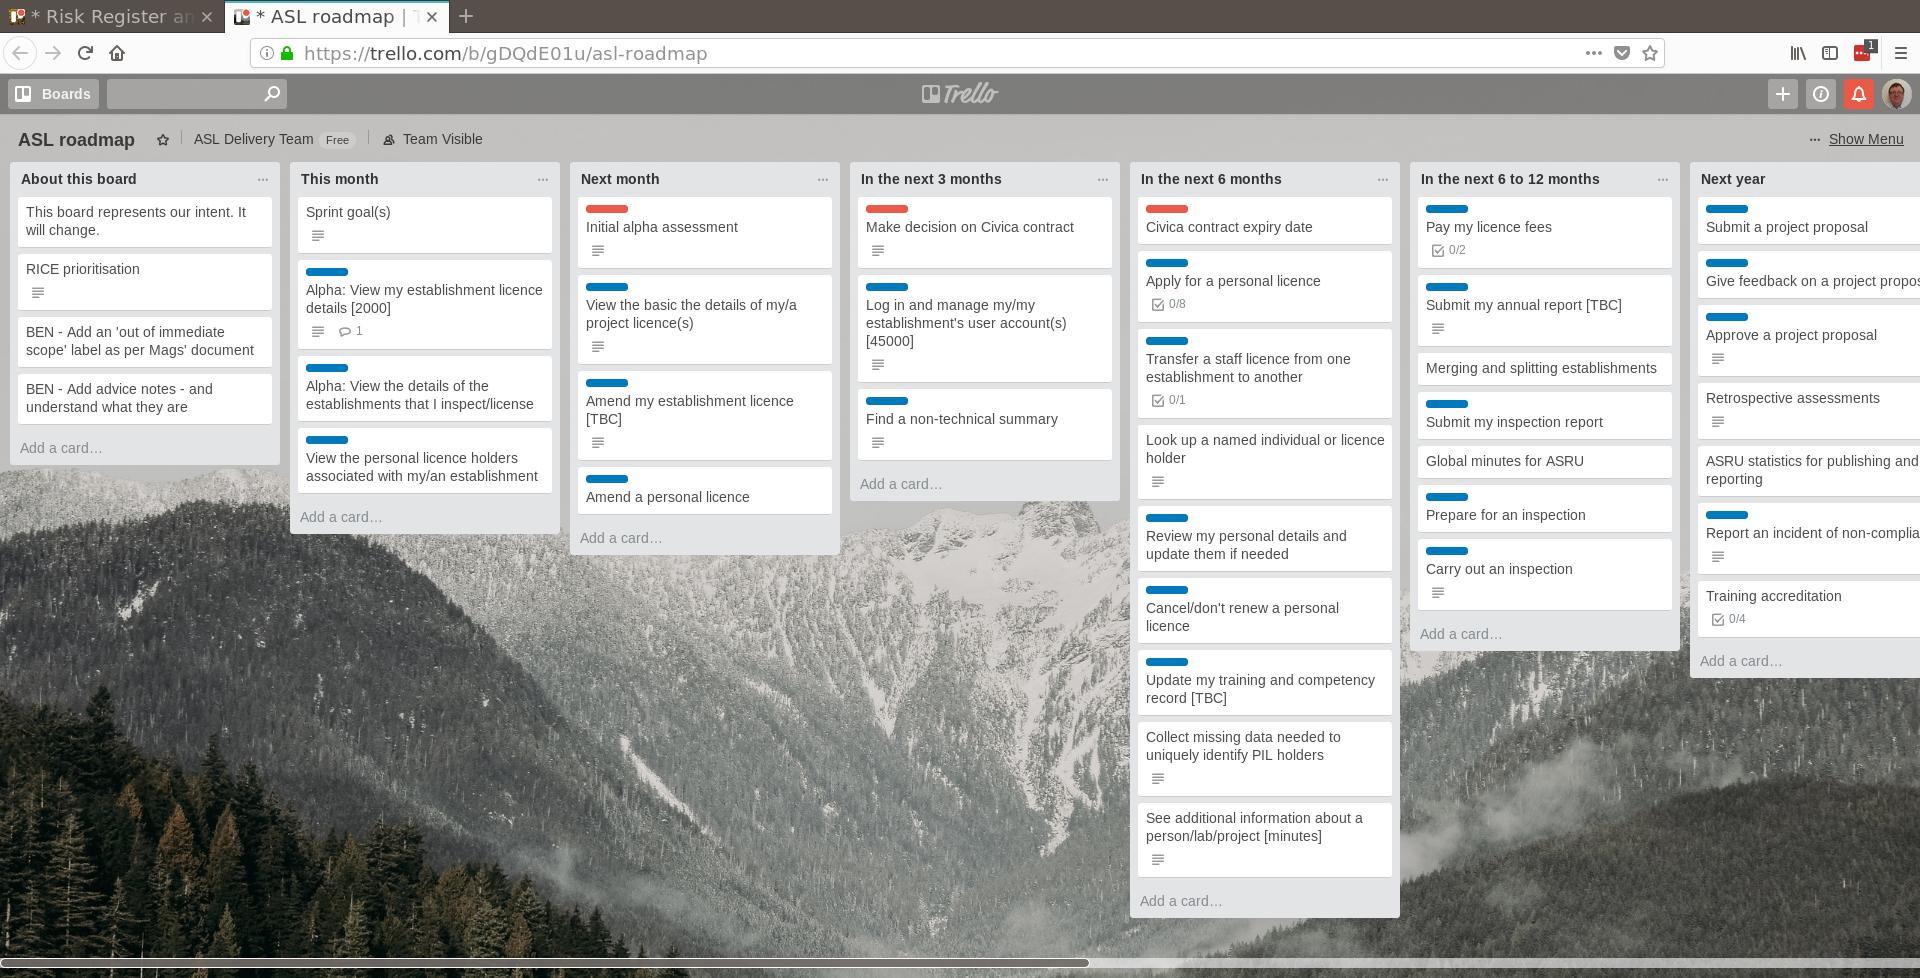 * Risk Register an
* ASL roadmap | T
https://trello.com/b/gDQdE01u/asl-roadmap
1
Boards
Trello
ASL roadmap
ASL Delivery Team
Free
Team Visible
Show Menu
About this board
This board represents our intent. It
will change.
RICE prioritisation
BEN - Add an 'out of immediate
scope' label as per Mags' document
BEN - Add advice notes - and
understand what they are
Add a card…
This month
Sprint goal(s)
Alpha: View my establishment licence
details [2000]
1
Alpha: View the details of the
establishments that I inspect/license
View the personal licence holders
associated with my/an establishment
Add a card…
Next month
Initial alpha assessment
View the basic the details of my/a
project licence(s)
Amend my establishment licence
[TBC]
Amend a personal licence
Add a card…
In the next 3 months
Make decision on Civica contract
Log in and manage my/my
establishment's user account(s)
[45000]
Find a non-technical summary
Add a card…
In the next 6 months
Civica contract expiry date
Apply for a personal licence
0/8
Transfer a staff licence from one
establishment to another
0/1
Look up a named individual or licence
holder
Review my personal details and
update them if needed
Cancel/don't renew a personal
licence
Update my training and competency
record [TBC]
Collect missing data needed to
uniquely identify PIL holders
See additional information about a
person/lab/project [minutes]
Add a card…
In the next 6 to 12 months
Pay my licence fees
0/2
Submit my annual report [TBC]
Merging and splitting establishments
Submit my inspection report
Global minutes for ASRU
Prepare for an inspection
Carry out an inspection
Add a card…
Next year
Submit a project proposal
Give feedback on a project propos
Approve a project proposal
Retrospective assessments
ASRU statistics for publishing and
reporting
Report an incident of non-complia
Training accreditation
0/4
Add a card…